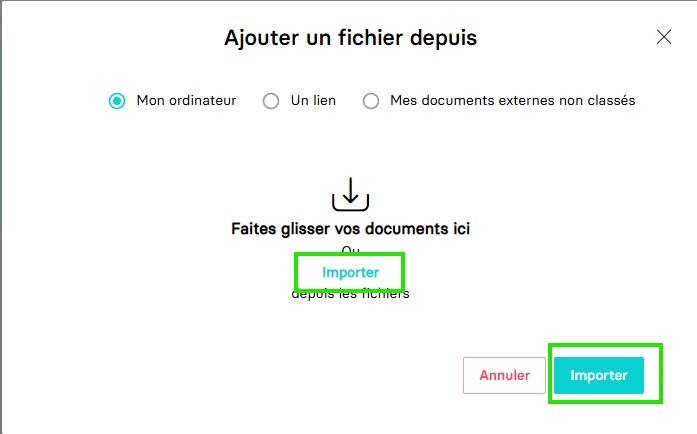 Ajouter un fichier depuis
Mon ordinateur Un lien Mes documents externes non classés
Faites glisser vos documents ici
Ou
Importer
depuis les fichiers
Annuler Importer